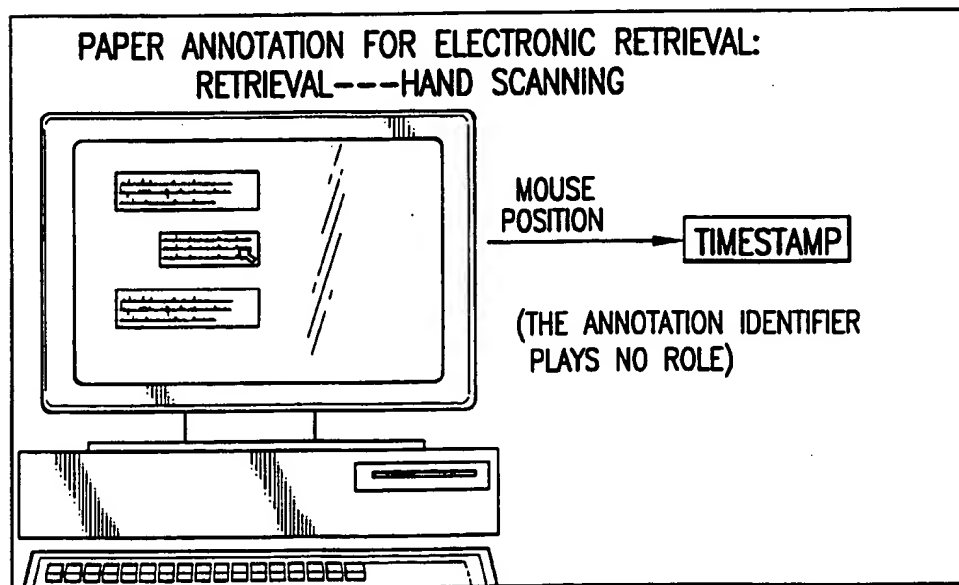 PAPER ANNOTATION FOR ELECTRONIC RETRIEVAL:
RETRIEVAL---HAND SCANNING
MOUSE
POSITION
TIMESTAMP
(THE ANNOTATION IDENTIFIER
PLAYS NO ROLE)